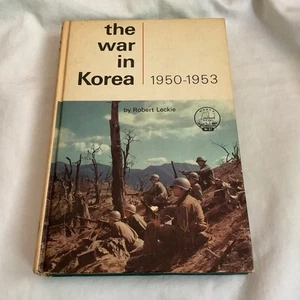 the
war
in
Korea
1950-1953
by Robert Leckie